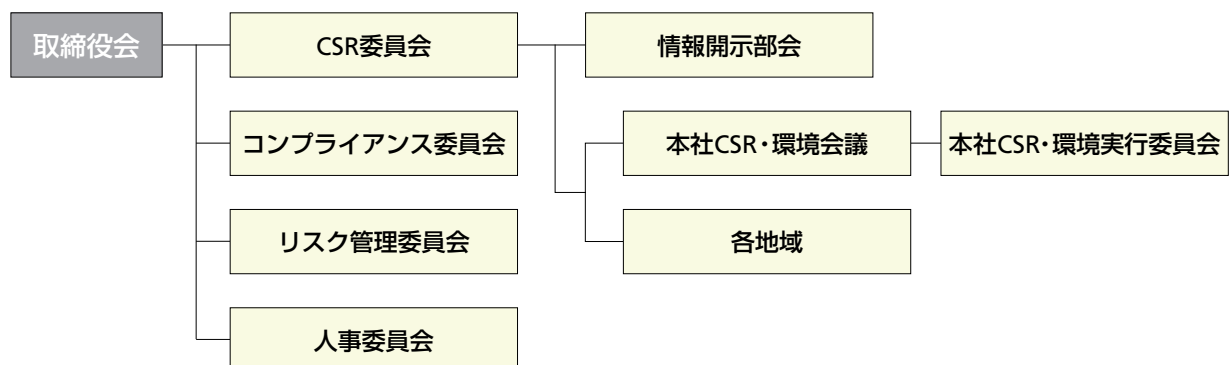 取締役会
CSR委員会
情報開示部会
コンプライアンス委員会
本社CSR・環境会議
本社CSR・環境実行委員会
リスク管理委員会
各地域
人事委員会